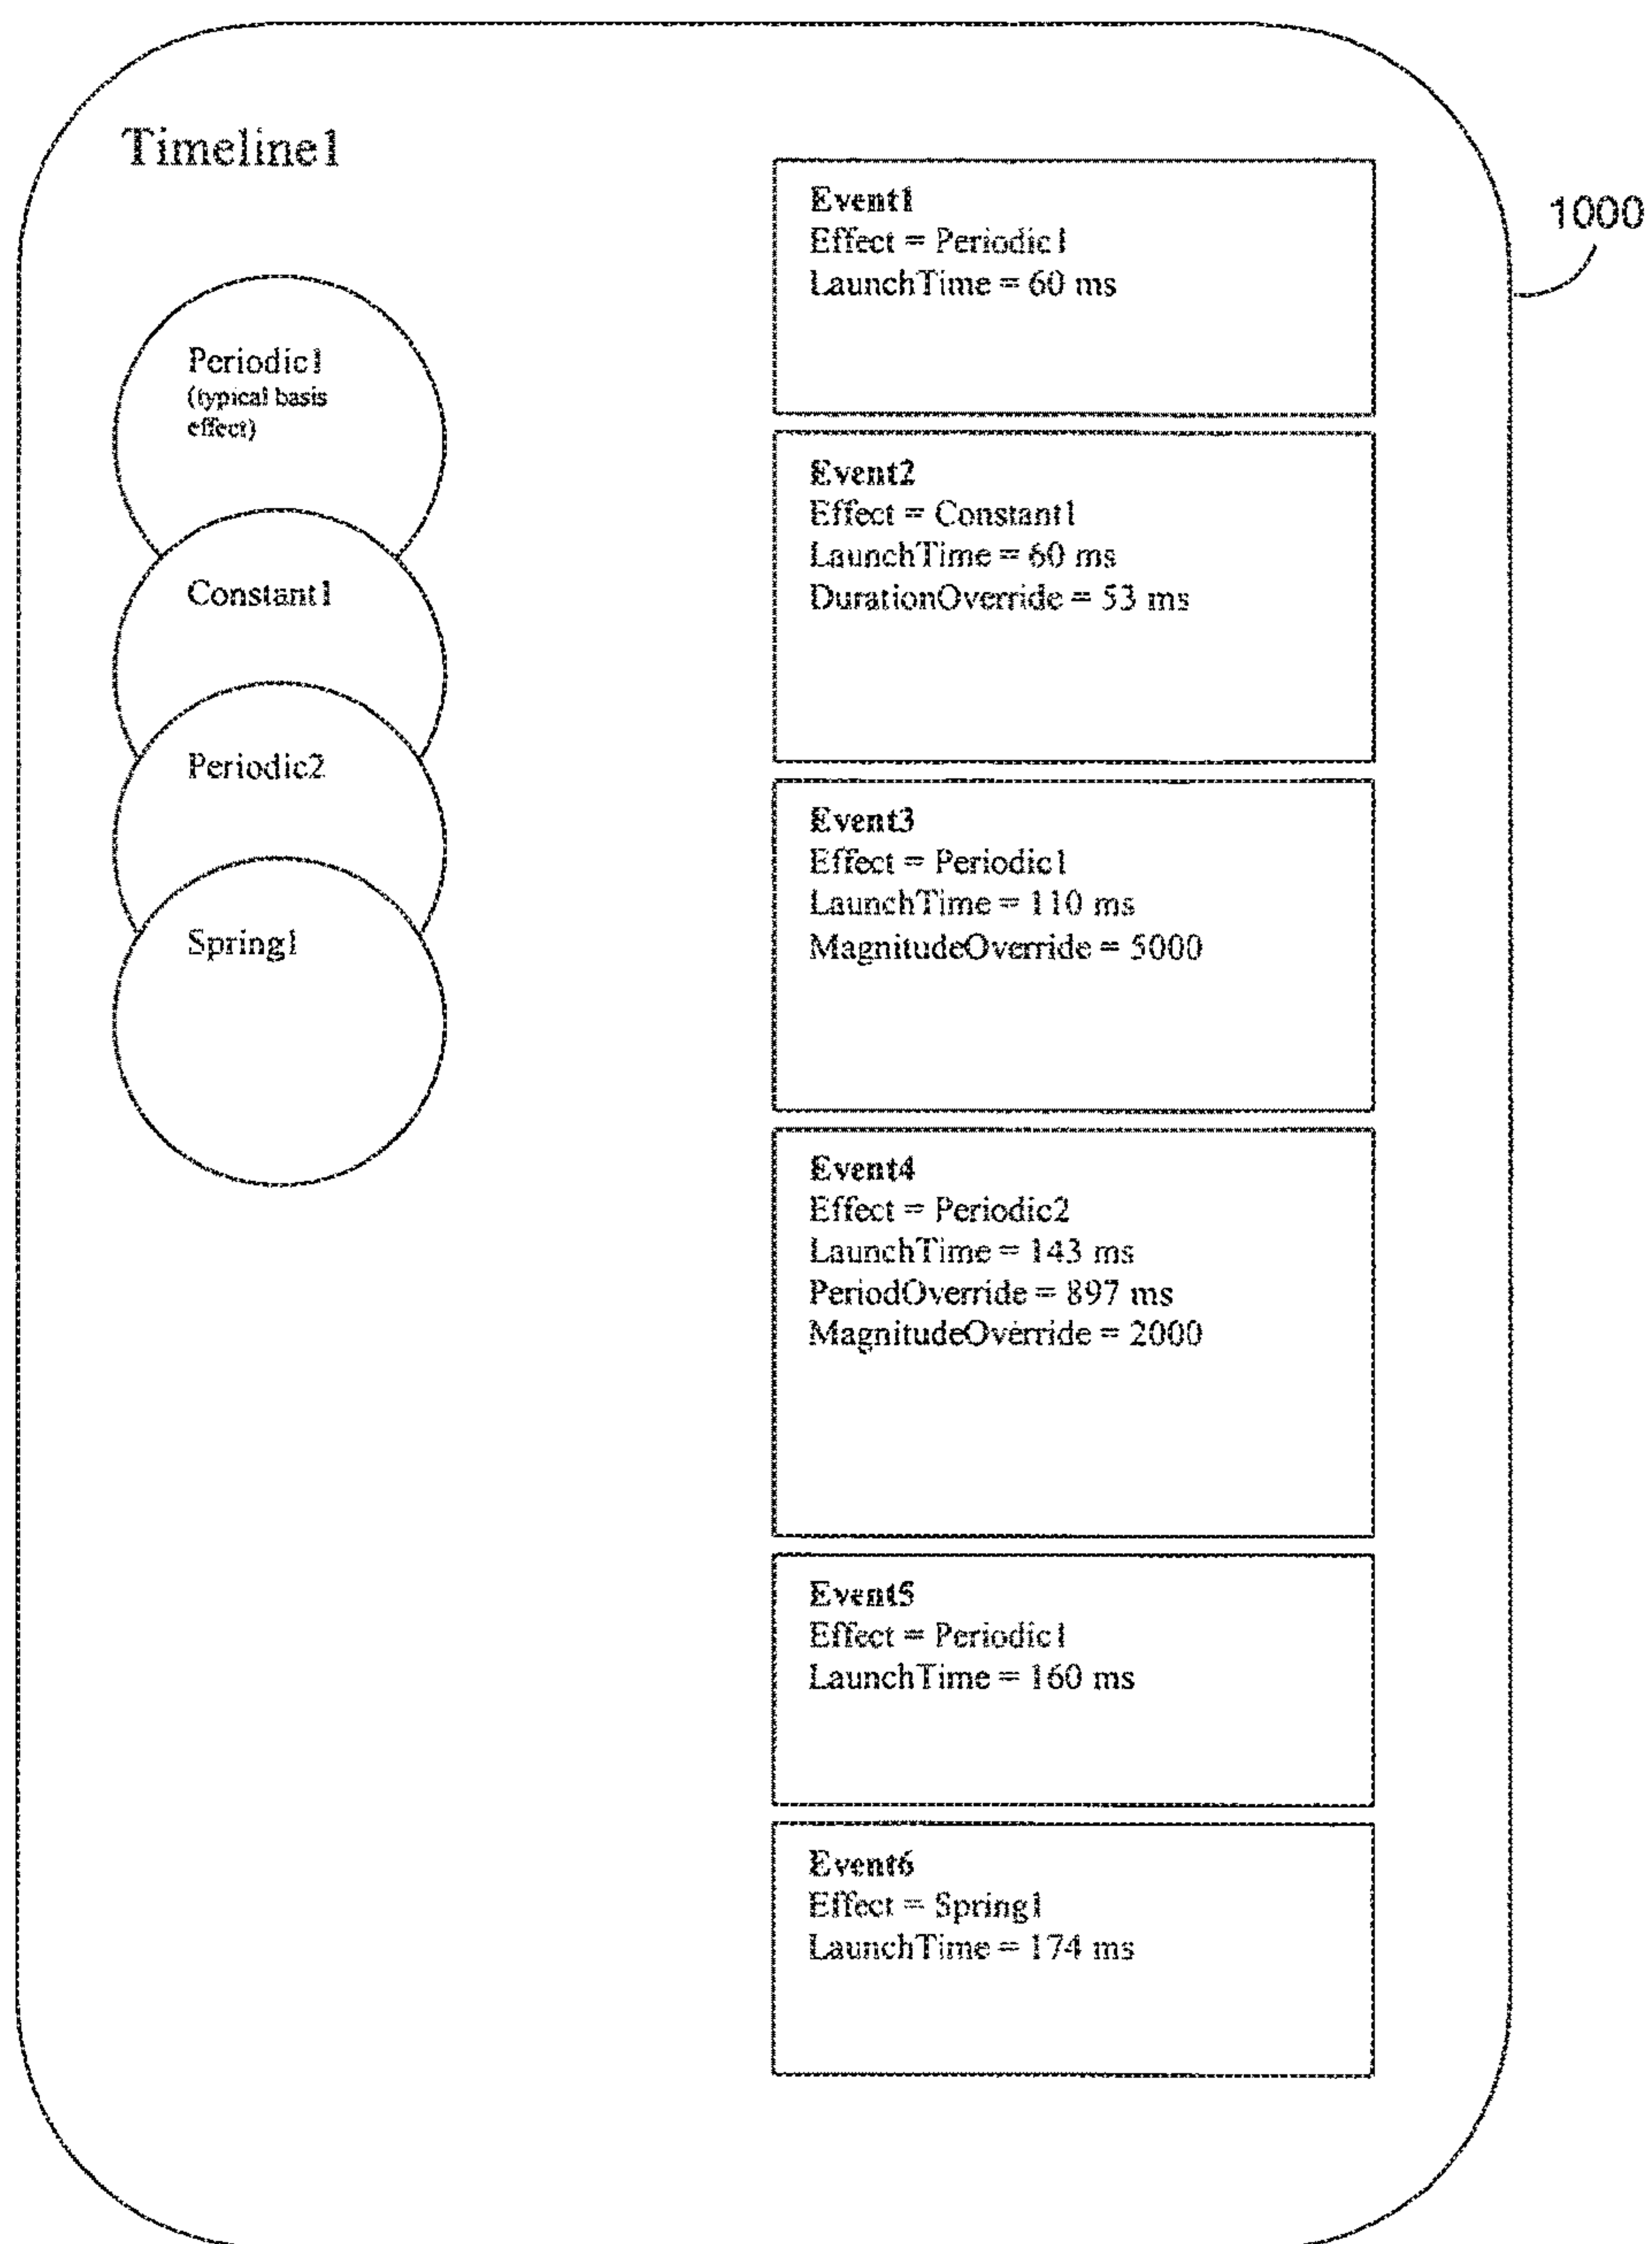 Timeline1
Periodic1
(typical basis
effect)
Constant1
Periodic2
Spring1
Event1
Effect = Periodic1
LaunchTime = 60 ms
Event2
Effect = Constant1
LaunchTime = 60 ms
DurationOverride = 53 ms
Event3
Effect = Periodic1
LaunchTime = 110 ms
MagnitudeOverride = 5000
Event4
Effect = Periodic2
LaunchTime = 143 ms
PeriodOverride = 897 ms
MagnitudeOverride = 2000
Event5
Effect = Periodic1
LaunchTime = 160 ms
Event6
Effect = Spring1
LaunchTime = 174 ms
1000